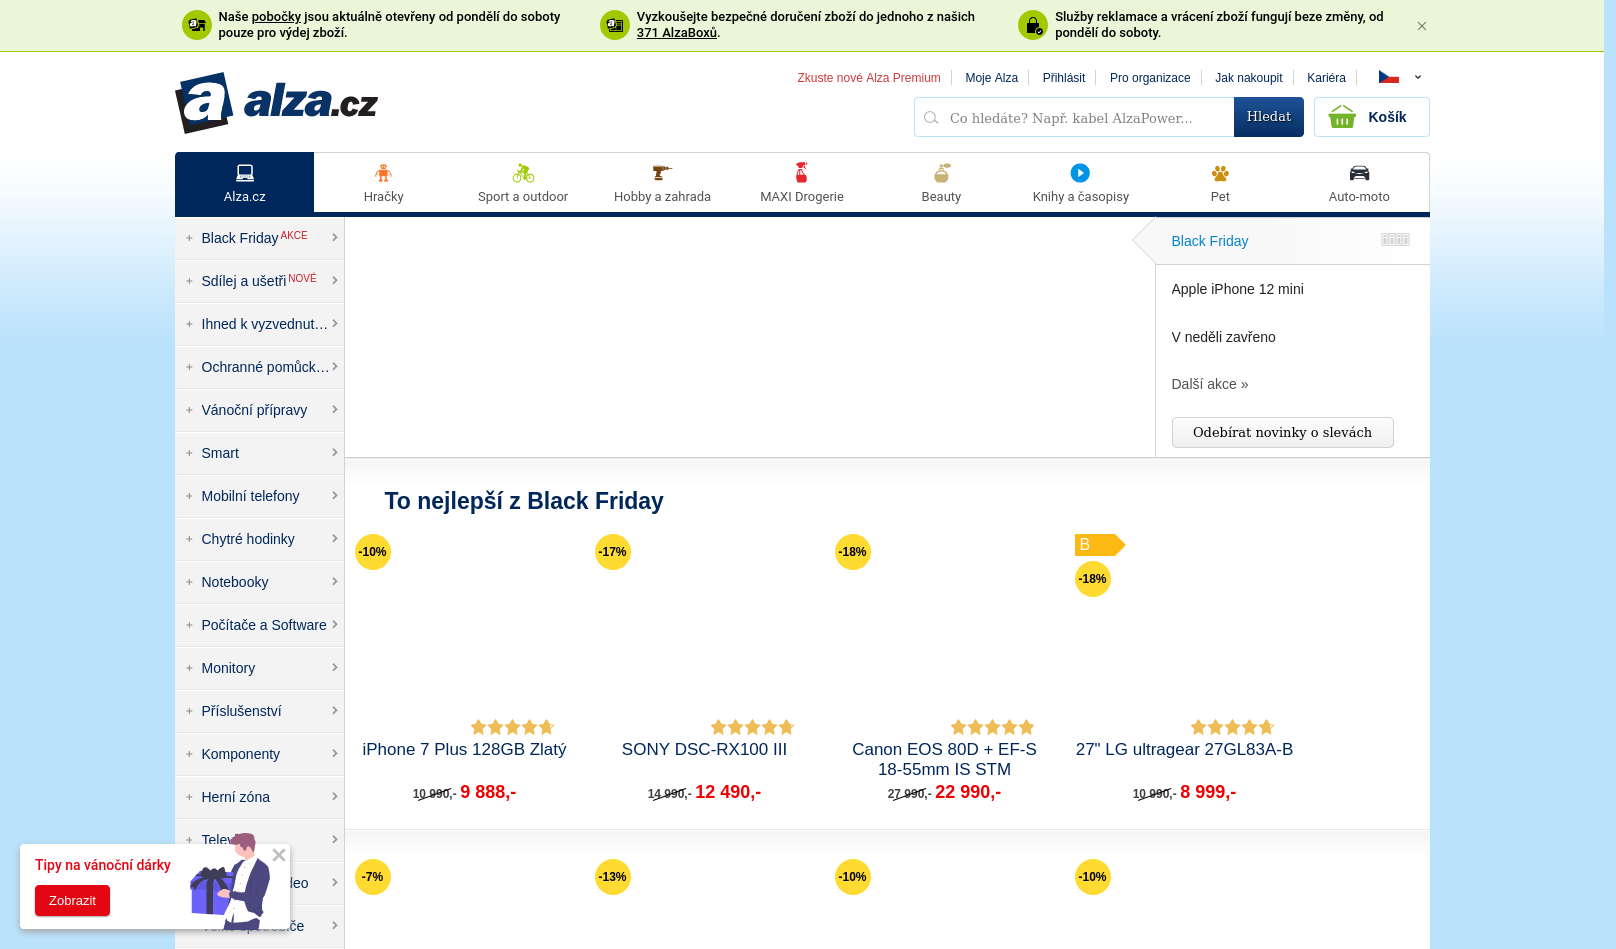 Naše pobočky jsou aktuálně otevřeny od pondělí do soboty
pouze pro výdej zboží.
Vyzkoušejte bezpečné doručení zboží do jednoho z našich
371 AlzaBoxů.
Služby reklamace a vrácení zboží fungují beze změny, od
pondělí do soboty.
alza.cz
Zkuste nové Alza Premium
Moje Alza
Přihlásit
Pro organizace
Jak nakoupit
Kariéra
Co hledáte? Např. kabel AlzaPower...
Hledat
Košík
Alza.cz
Hračky
Sport a outdoor
Hobby a zahrada
MAXI Drogerie
Beauty
Knihy a časopisy
Pet
Auto-moto
Black Friday AKCE
Sdílej a ušetři NOVÉ
Ihned k vyzvednut…
Ochranné pomůck…
Vánoční přípravy
Smart
Mobilní telefony
Chytré hodinky
Notebooky
Počítače a Software
Monitory
Příslušenství
Komponenty
Herní zóna
Black Friday
Apple iPhone 12 mini
V neděli zavřeno
Další akce »
Odebírat novinky o slevách
To nejlepší z Black Friday
-10%
-17%
-18%
B
-18%
iPhone 7 Plus 128GB Zlatý
10 990,- 9 888,-
SONY DSC-RX100 III
14 990,- 12 490,-
Canon EOS 80D + EF-S
18-55mm IS STM
27 990,- 22 990,-
27" LG ultragear 27GL83A-B
10 990,- 8 999,-
-7%
-13%
-10%
-10%
Tipy na vánoční dárky
Zobrazit